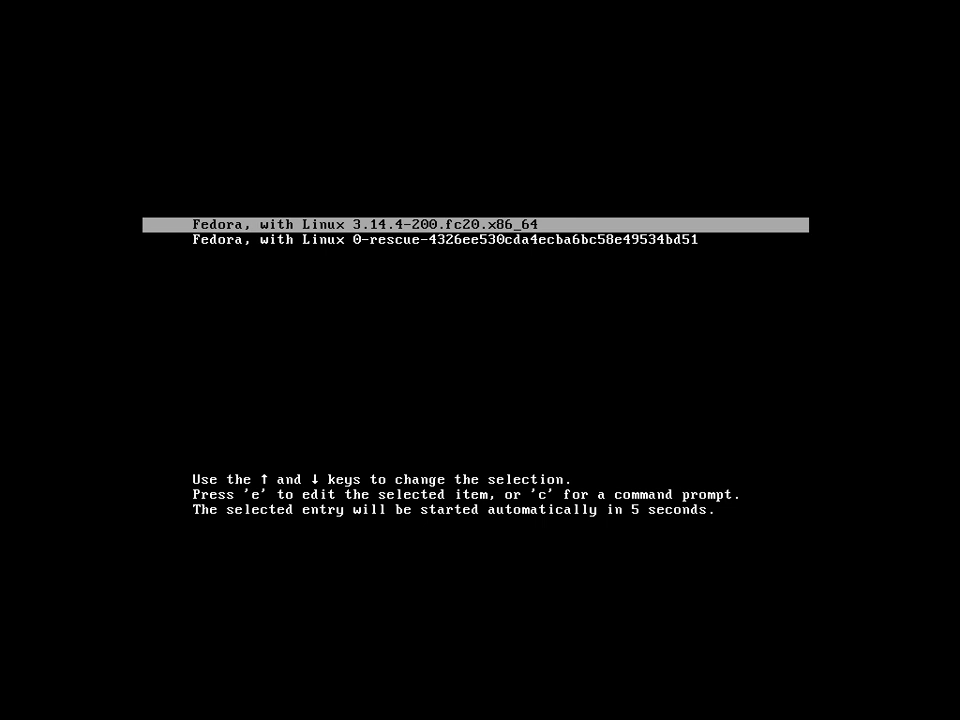 Fedora, with Linux 3.14.4-200.fc20.x86_64
Fedora, with Linux 0-rescue-4326ee530cda4ecba6bc58e49534bd51
Use the ↑ and ↓ keys to change the selection.
Press 'e' to edit the selected item, or 'c' for a command prompt.
The selected entry will be started automatically in 5 seconds.